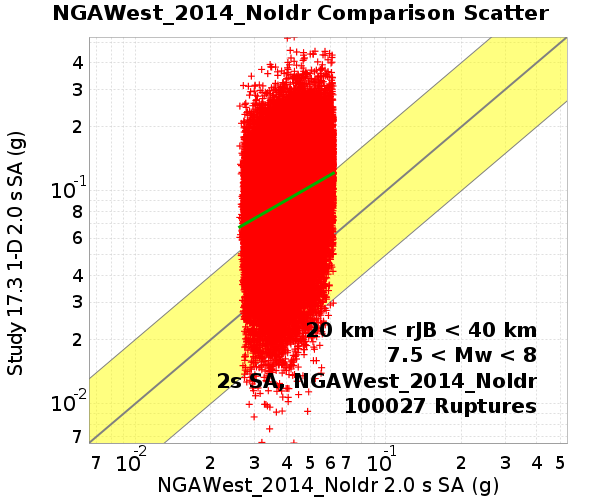 NGAWest_2014_NoIdr Comparison Scatter
Study 17.3 1-D 2.0 s SA (g)
4
3
2
10-1
8
6
4
3
2
10-2
7
20 km < rJB < 40 km
7.5 < Mw < 8
2s SA, NGAWest_2014_NoIdr
100027 Ruptures
7 10-2 2 3 4 5 6 7 10-1 2 3 4 5
NGAWest_2014_NoIdr 2.0 s SA (g)